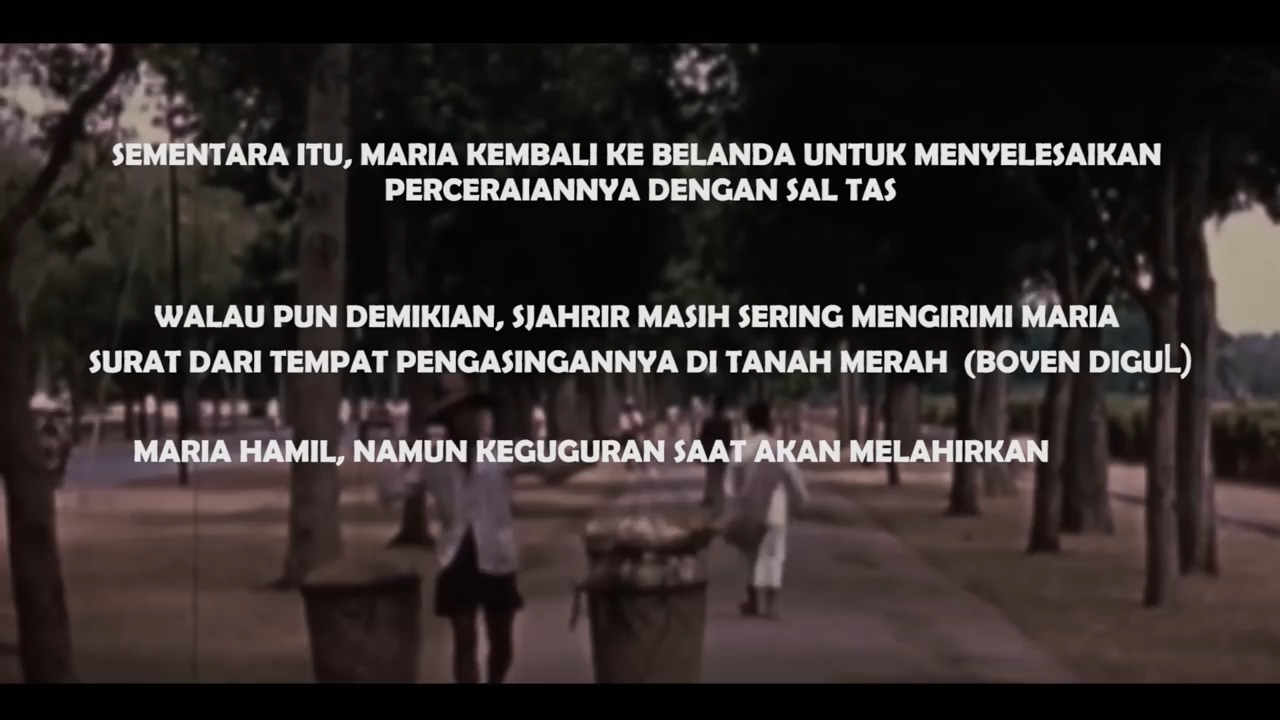 SEMENTARA ITU, MARIA KEMBALI KE BELANDA UNTUK MENYELESAIKAN
PERCERAIANNYA DENGAN SAL TAS
WALAU PUN DEMIKIAN, SJAHRIR MASIH SERING MENGIRIMI MARIA
SURAT DARI TEMPAT PENGASINGANNYA DI TANAH MERAH (BOVEN DIGUL)
MARIA HAMIL, NAMUN KEGUGURAN SAAT AKAN MELAHIRKAN